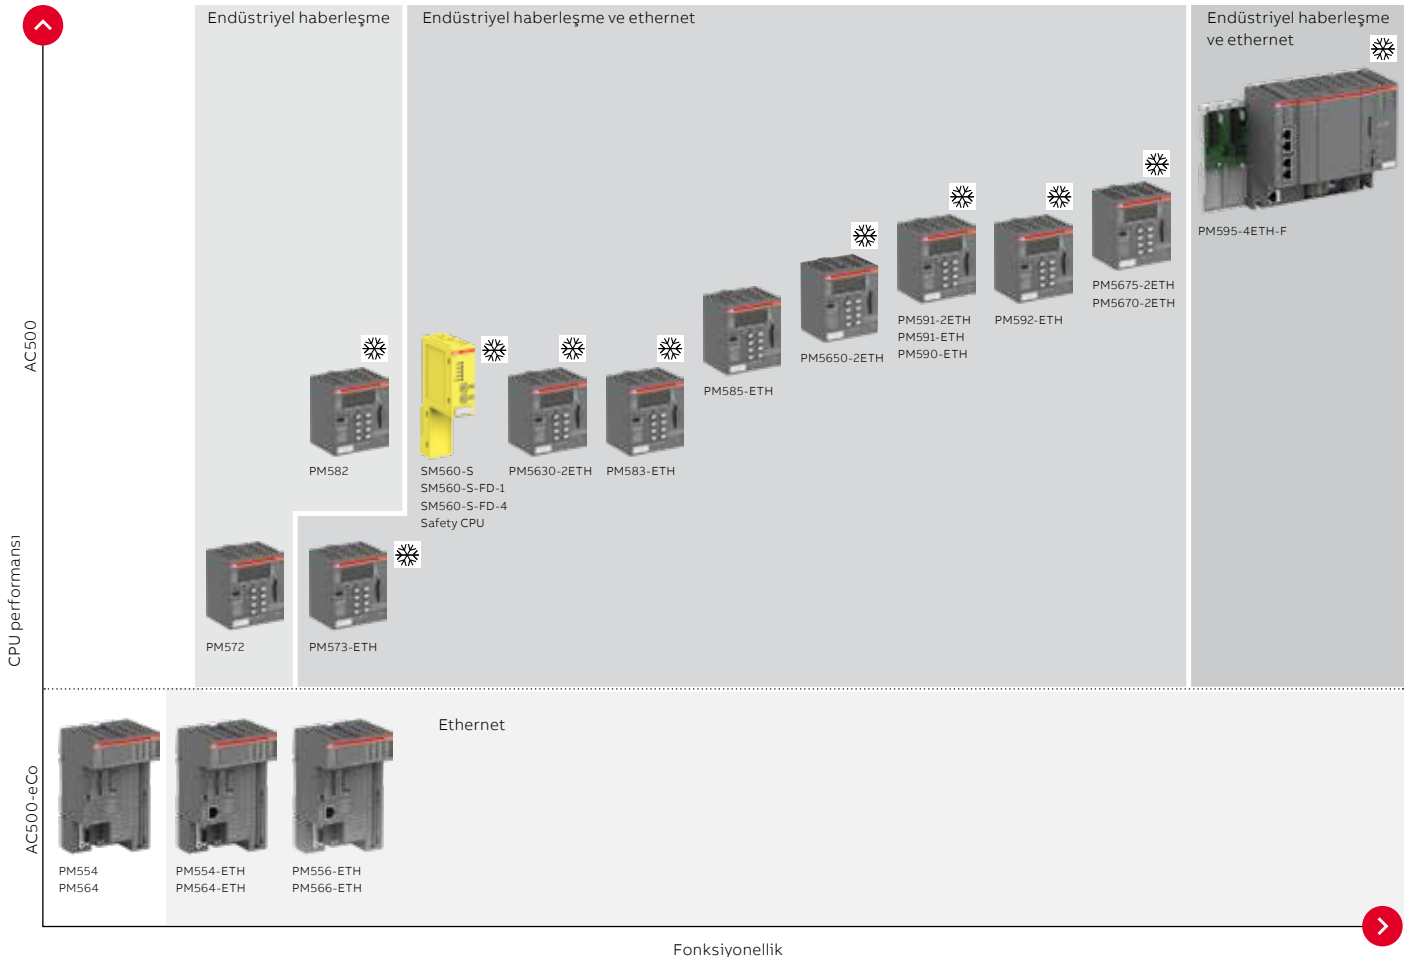 Endüstriyel haberleşme
Endüstriyel haberleşme ve ethernet
Endüstriyel haberleşme
ve ethernet
PM595-4ETH-F
PM5675-2ETH
PM5670-2ETH
PM591-2ETH
PM591-ETH
PM590-ETH
PM592-ETH
PM5650-2ETH
PM585-ETH
AC500
PM582
SM560-S
SM560-S-FD-1
SM560-S-FD-4
Safety CPU
PM5630-2ETH
PM583-ETH
CPU performansı
PM572
PM573-ETH
Ethernet
AC500-eCo
PM554
PM564
PM554-ETH
PM564-ETH
PM556-ETH
PM566-ETH
Fonksiyonellik